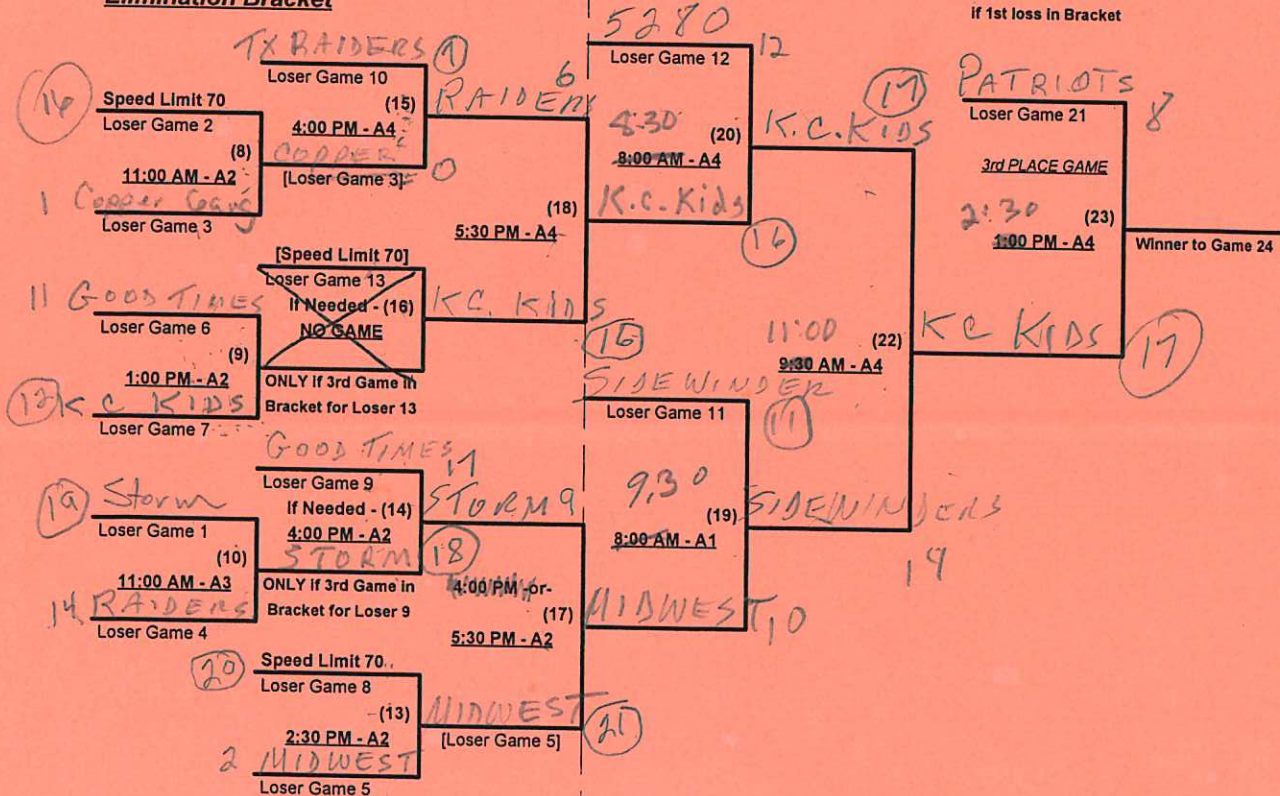 Elimination Bracket
if 1st loss in Bracket
TX RAIDERS
Loser Game 10
(15)
4:00 PM - A4
COPPER
0
[Loser Game 3]
16
Speed Limit 70
Loser Game 2
(8)
11:00 AM - A2
1 Copper Gang
Loser Game 3
[Speed Limit 70]
Loser Game 13
If Needed - (16)
NO GAME
ONLY if 3rd Game in
Bracket for Loser 13
11 GOOD TIMES
Loser Game 6
(9)
1:00 PM - A2
12 K C KIDS
Loser Game 7
GOOD TIMES 17
Loser Game 9
If Needed - (14)
4:00 PM - A2
STORM 18
ONLY if 3rd Game in
Bracket for Loser 9
19 Storm
Loser Game 1
(10)
11:00 AM - A3
14 RAIDERS
Loser Game 4
20
Speed Limit 70
Loser Game 8
(13)
2:30 PM - A2
2 MIDWEST
Loser Game 5
RAIDERS 6
(18)
5:30 PM - A4
KC. KIDS
16
STORM 9
4:00 PM -or-
(17)
5:30 PM - A2
MIDWEST
21
[Loser Game 5]
5280 12
Loser Game 12
8:30
(20)
8:00 AM - A4
K.C. Kids
16
SIDEWINDER
11
Loser Game 11
9:30
(19)
8:00 AM - A1
MIDWEST 10
17
K.C. KIDS
11:00
(22)
9:30 AM - A4
SIDEWINDERS
PATRIOTS 8
Loser Game 21
3rd PLACE GAME
2:30
(23)
1:00 PM - A4
KC KIDS 17
Winner to Game 24